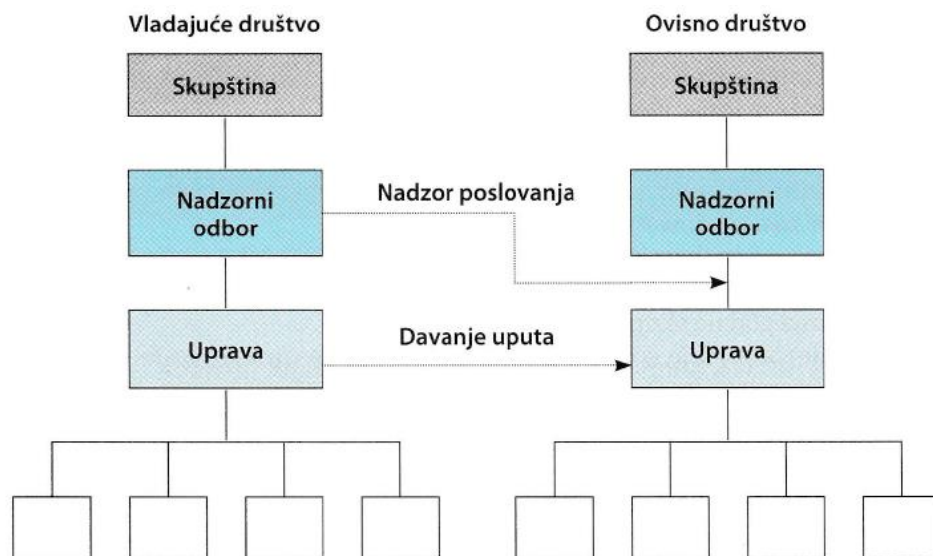 Vladajuće društvo
Ovisno društvo
Skupština
Skupština
Nadzorni
odbor
Nadzor poslovanja
Nadzorni
odbor
Uprava
Davanje uputa
Uprava